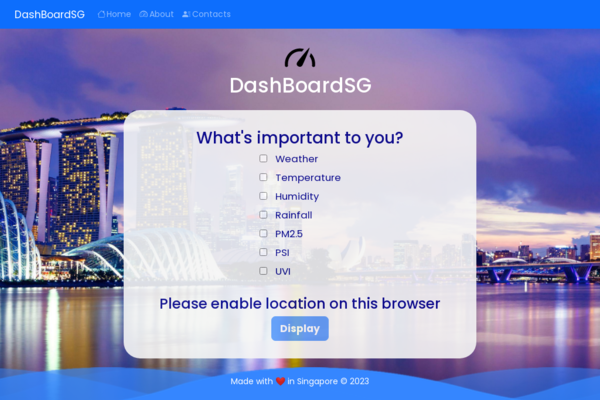 DashBoardSG Home About Contacts
DashBoardSG
What's important to you?
Weather
Temperature
Humidity
Rainfall
PM2.5
PSI
UVI
Please enable location on this browser
Display
Made with ❤️ in Singapore © 2023